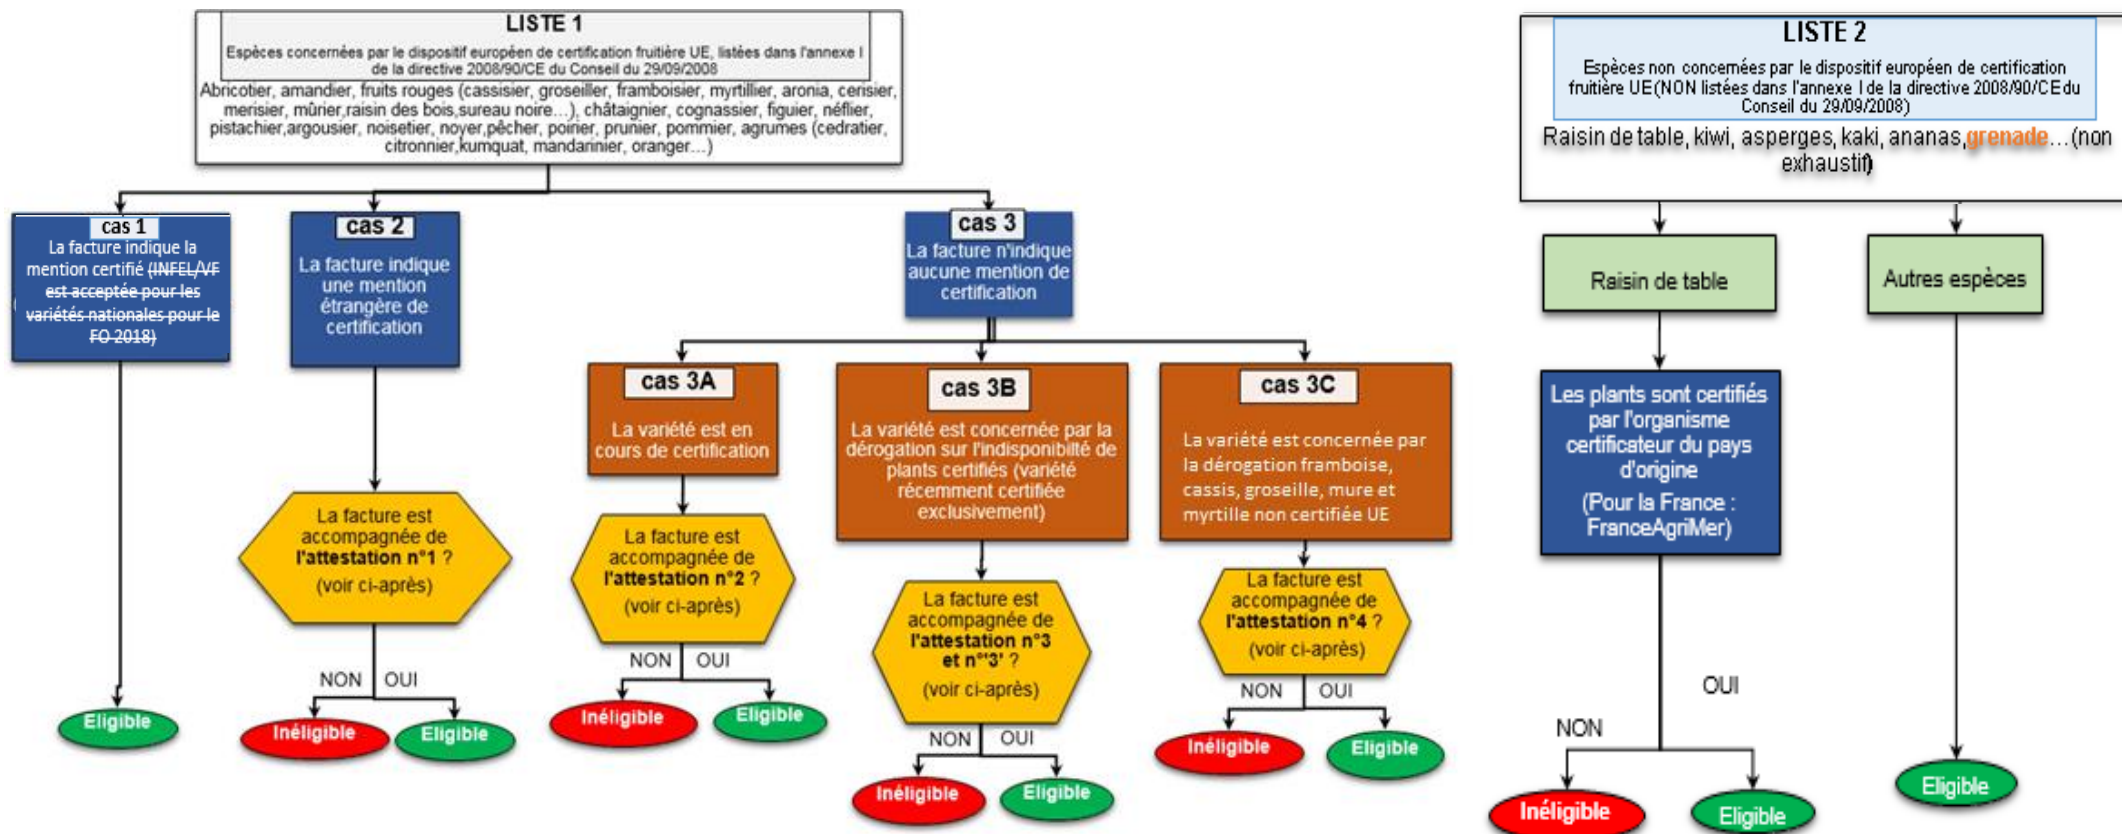 LISTE 1
Espèces concernées par le dispositif européen de certification fruitière UE, listées dans l'annexe I
de la directive 2008/90/CE du Conseil du 29/09/2008
Abricotier, amandier, fruits rouges (cassisier, groseiller, framboisier, myrtillier, aronia, cerisier,
merisier, mûrier,raisin des bois,sureau noire...), châtaignier, cognassier, figuier, néflier,
pistachier,argousier, noisetier, noyer,pêcher, poirier, prunier, pommier, agrumes (cedratier,
citronnier,kumquat, mandarinier, oranger...)
cas 1
La facture indique la
mention certifié (INFEL/VF
est acceptée pour les
variétés nationales pour le
FO 2018)
Eligible
cas 2
La facture indique
une mention
étrangère de
certification
La facture est
accompagnée de
l'attestation n°1 ?
(voir ci-après)
NON OUI
Inéligible
Eligible
cas 3
La facture n'indique
aucune mention de
certification
cas 3A
La variété est en
cours de certification
La facture est
accompagnée de
l'attestation n°2 ?
(voir ci-après)
NON OUI
Inéligible
Eligible
cas 3B
La variété est concernée par la
dérogation sur l'indisponibilté de
plants certifiés (variété
récemment certifiée
exclusivement)
La facture est
accompagnée de
l'attestation n°3
et n°'3' ?
(voir ci-après)
NON OUI
Inéligible
Eligible
cas 3C
La variété est concernée par
la dérogation framboise,
cassis, groseille, mure et
myrtille non certifiée UE
La facture est
accompagnée de
l'attestation n°4 ?
(voir ci-après)
NON OUI
Inéligible
Eligible
LISTE 2
Espèces non concernées par le dispositif européen de certification
fruitière UE(NON listées dans l'annexe I de la directive 2008/90/CE du
Conseil du 29/09/2008)
Raisin de table, kiwi, asperges, kaki, ananas,grenade...(non
exhaustif)
Raisin de table
Les plants sont certifiés
par l'organisme
certificateur du pays
d'origine
(Pour la France :
FranceAgriMer)
OUI
NON
Inéligible
Eligible
Autres espèces
Eligible